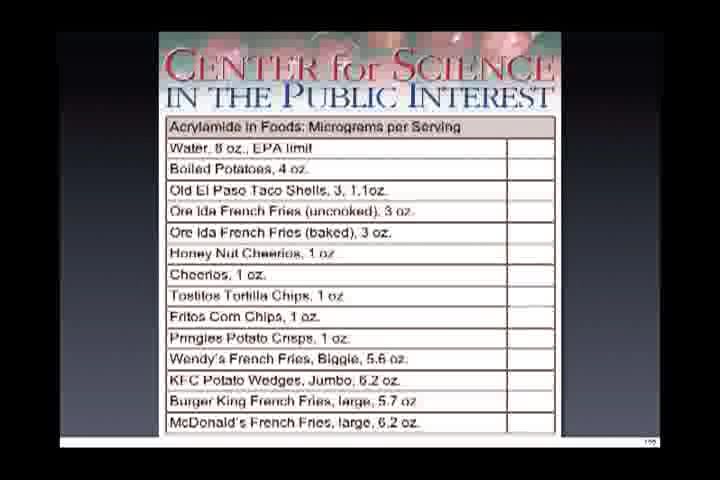 CENTER for SCIENCE
IN THE PUBLIC INTEREST
Acrylamide in Foods: Micrograms per Serving
Water, 8 oz., EPA limit
Boiled Potatoes, 4 oz.
Old El Paso Taco Shells, 3, 1.1oz.
Ore Ida French Fries (uncooked), 3 oz.
Ore Ida French Fries (baked), 3 oz.
Honey Nut Cheerios, 1 oz
Cheerios, 1 oz.
Tostitos Tortilla Chips, 1 oz
Fritos Corn Chips, 1 oz.
Pringles Potato Crisps, 1 oz.
Wendy's French Fries, Biggie, 5.6 oz.
KFC Potato Wedges, Jumbo, 6.2 oz.
Burger King French Fries, large, 5.7 oz
McDonald's French Fries, large, 6.2 oz.